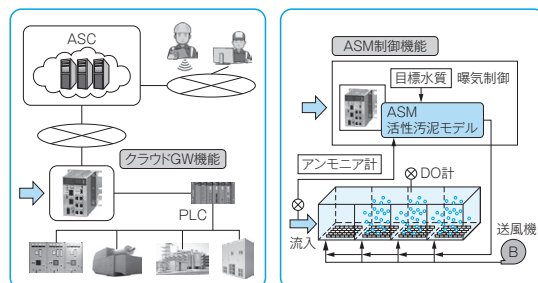 ASC
クラウドGW機能
PLC
ASM制御機能
目標水質
曝気制御
ASM
活性汚泥モデル
アンモニア計
DO計
流入
送風機
B